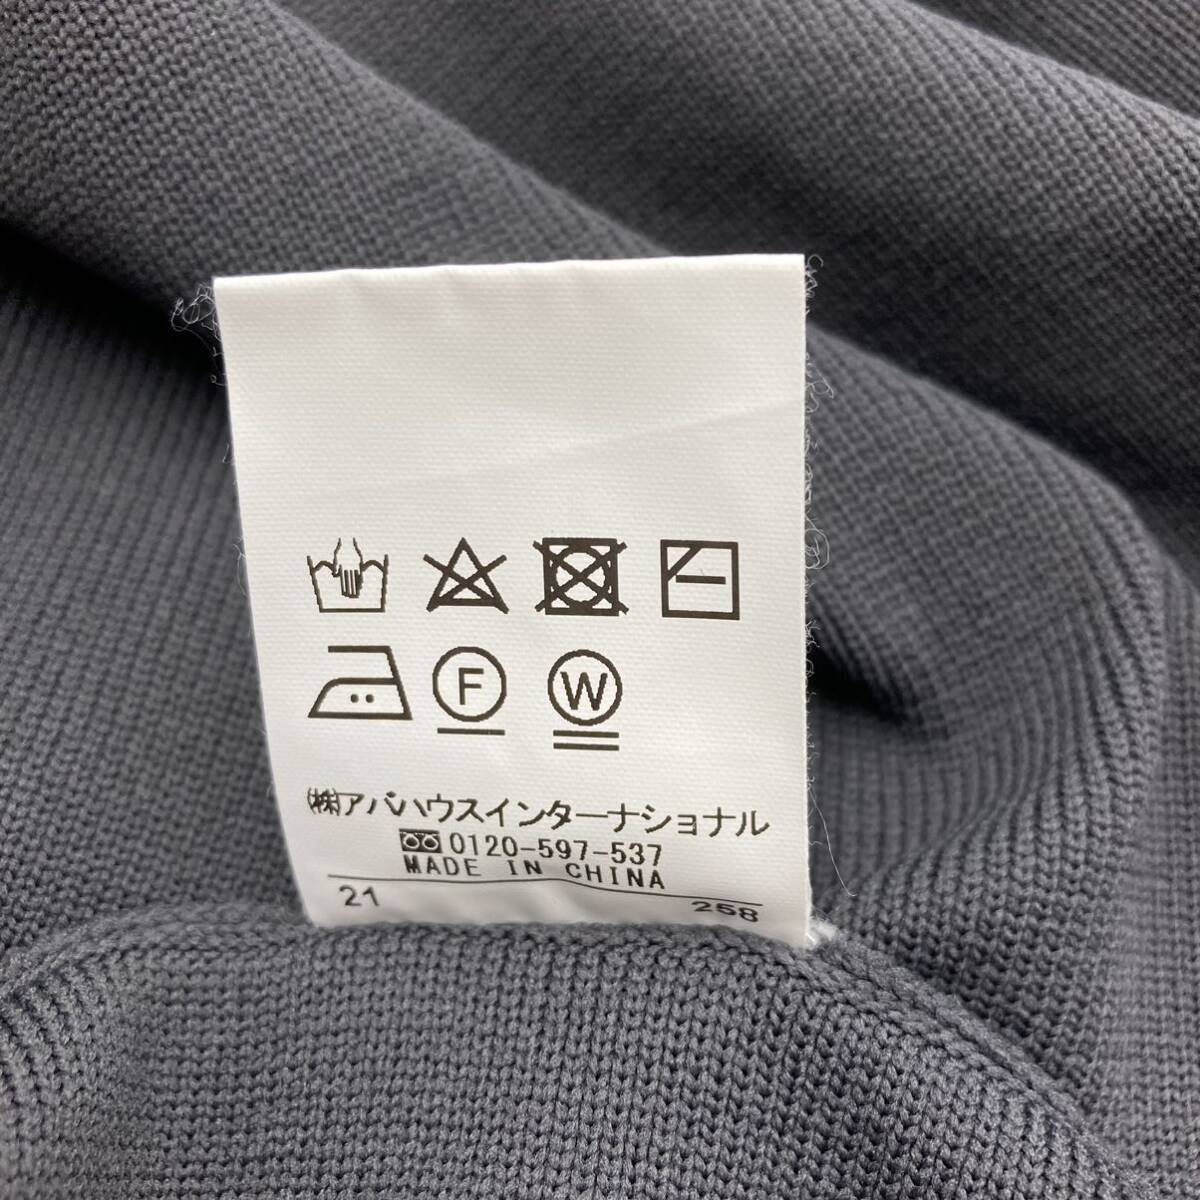 F W
㈱アバハウスインターナショナル
0120-597-537
MADE IN CHINA
21 258